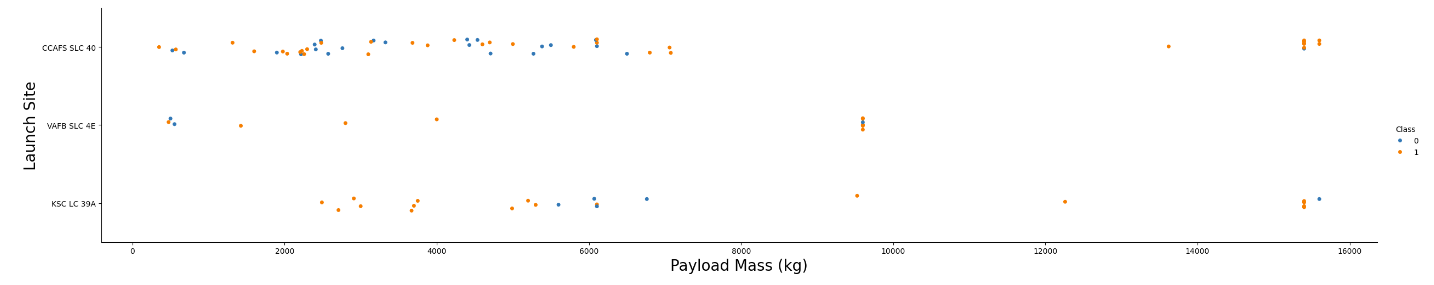 Launch Site
CCAFS SLC 40
VAFB SLC 4E
KSC LC 39A
Class
0
1
0 2000 4000 6000 8000 10000 12000 14000 16000
Payload Mass (kg)